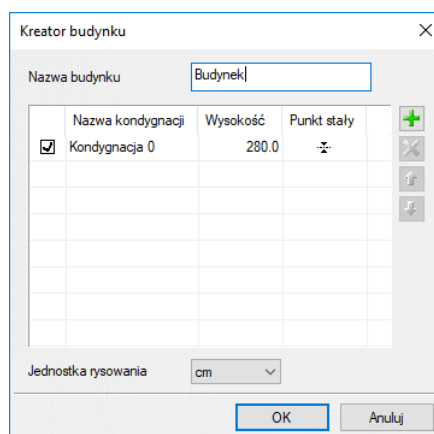 Kreator budynku
Nazwa budynku Budynek
Nazwa kondygnacji Wysokość Punkt stały
Kondygnacja 0 280.0
Jednostka rysowania cm
OK Anuluj